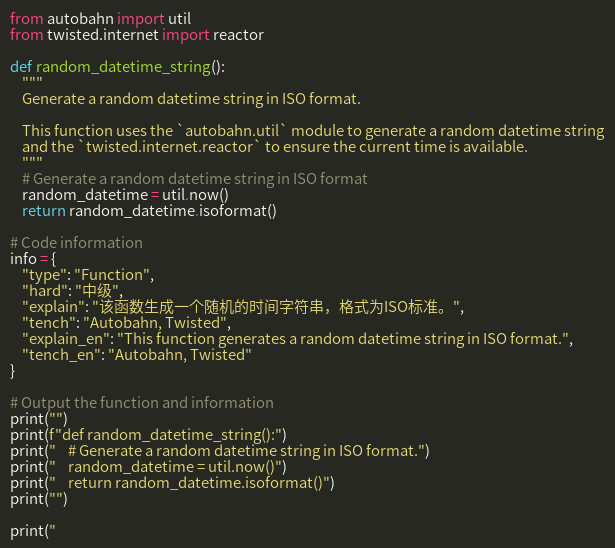 from autobahn import util
from twisted.internet import reactor

def random_datetime_string():
    """
    Generate a random datetime string in ISO format.

    This function uses the `autobahn.util` module to generate a random datetime string
    and the `twisted.internet.reactor` to ensure the current time is available.
    """
    # Generate a random datetime string in ISO format
    random_datetime = util.now()
    return random_datetime.isoformat()

# Code information
info = {
    "type": "Function",
    "hard": "中级",
    "explain": "该函数生成一个随机的时间字符串，格式为ISO标准。",
    "tench": "Autobahn, Twisted",
    "explain_en": "This function generates a random datetime string in ISO format.",
    "tench_en": "Autobahn, Twisted"
}

# Output the function and information
print("")
print(f"def random_datetime_string():")
print("    # Generate a random datetime string in ISO format.")
print("    random_datetime = util.now()")
print("    return random_datetime.isoformat()")
print("")

print("